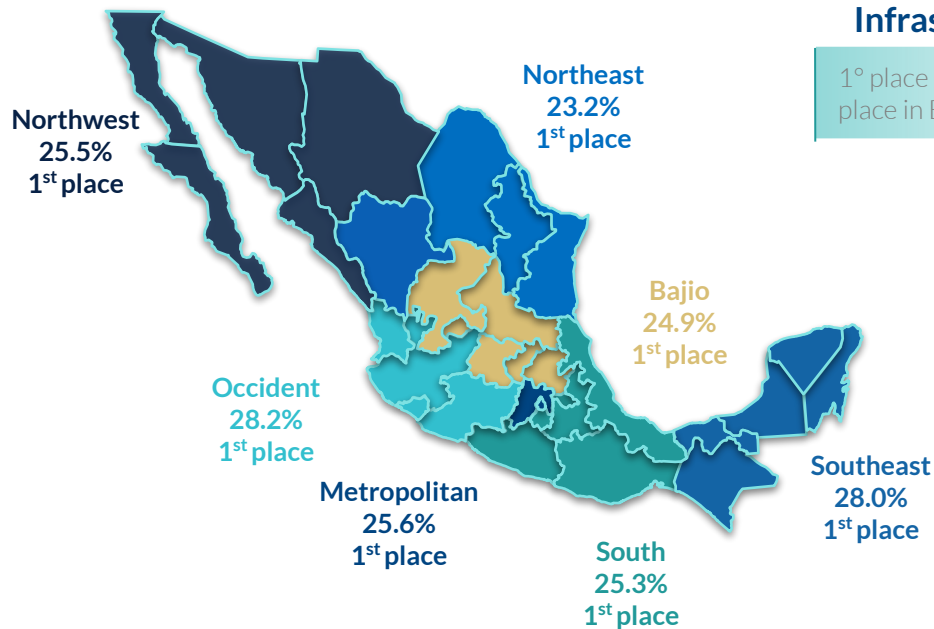 Infras
1° place
place in E
Northeast
23.2%
1st place
Northwest
25.5%
1st place
Bajio
24.9%
1st place
Occident
28.2%
1st place
Southeast
28.0%
1st place
Metropolitan
25.6%
1st place
South
25.3%
1st place